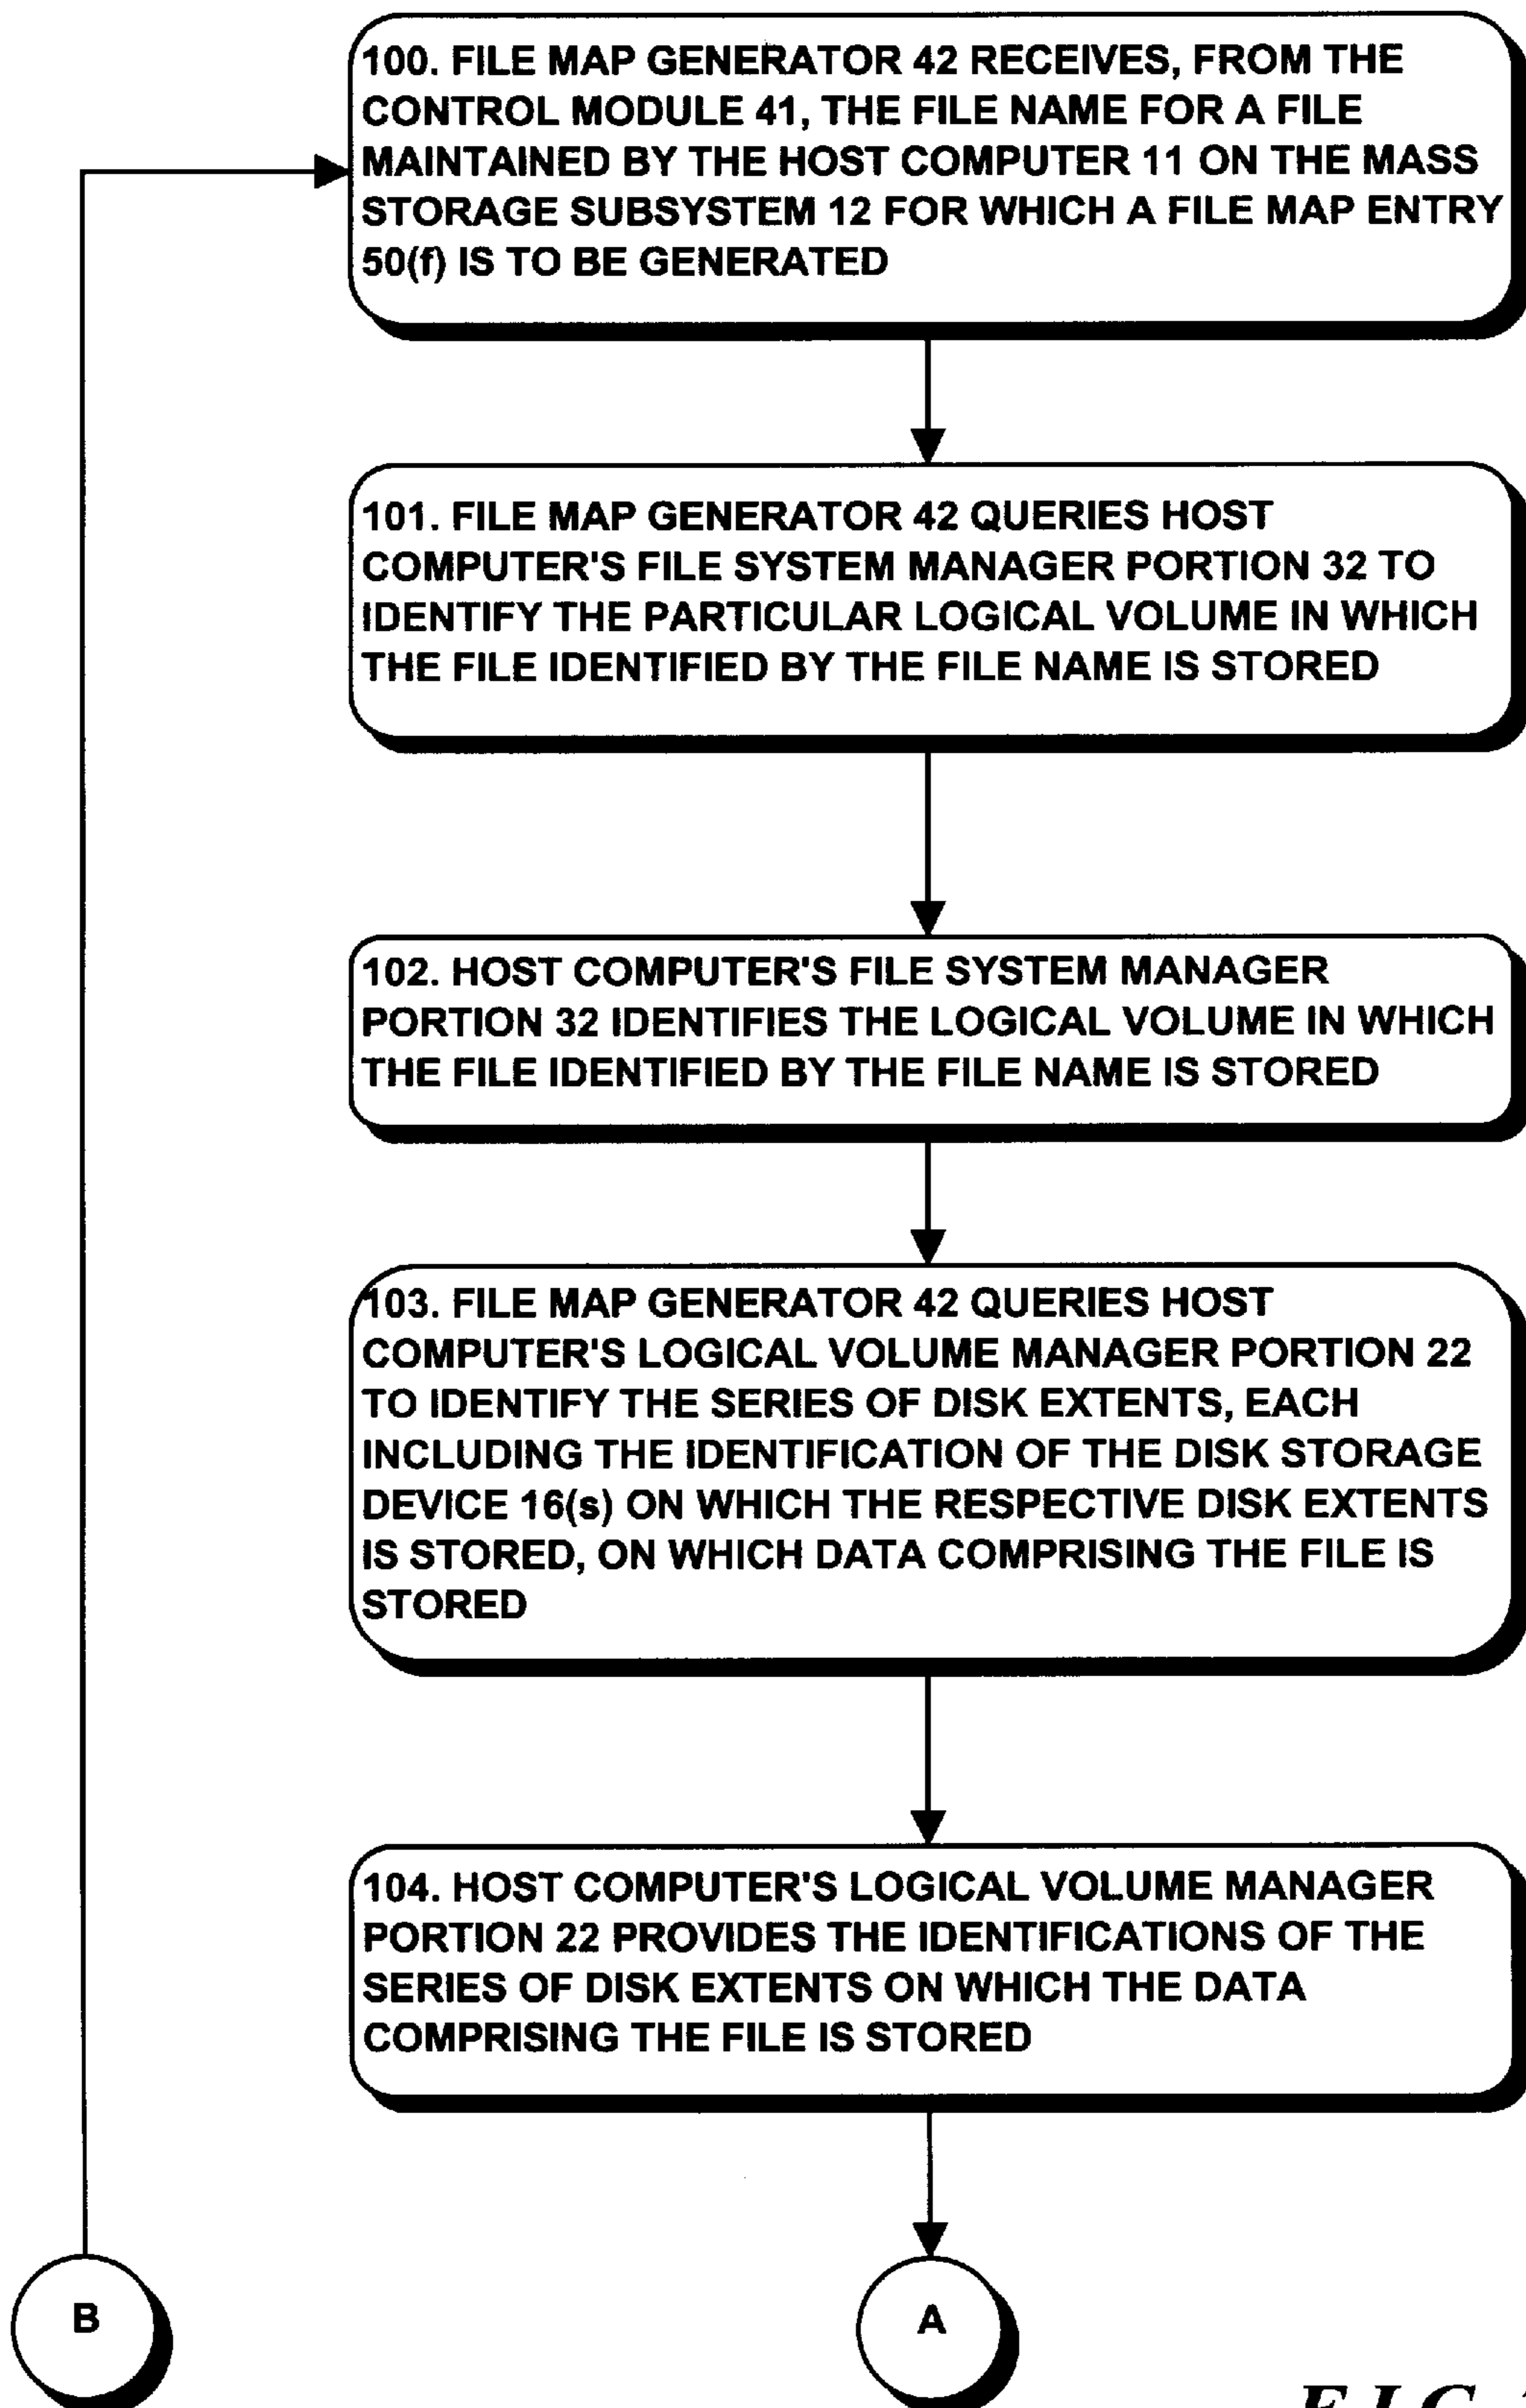 100. FILE MAP GENERATOR 42 RECEIVES, FROM THE
CONTROL MODULE 41, THE FILE NAME FOR A FILE
MAINTAINED BY THE HOST COMPUTER 11 ON THE MASS
STORAGE SUBSYSTEM 12 FOR WHICH A FILE MAP ENTRY
50(f) IS TO BE GENERATED
101. FILE MAP GENERATOR 42 QUERIES HOST
COMPUTER'S FILE SYSTEM MANAGER PORTION 32 TO
IDENTIFY THE PARTICULAR LOGICAL VOLUME IN WHICH
THE FILE IDENTIFIED BY THE FILE NAME IS STORED
102. HOST COMPUTER'S FILE SYSTEM MANAGER
PORTION 32 IDENTIFIES THE LOGICAL VOLUME IN WHICH
THE FILE IDENTIFIED BY THE FILE NAME IS STORED
103. FILE MAP GENERATOR 42 QUERIES HOST
COMPUTER'S LOGICAL VOLUME MANAGER PORTION 22
TO IDENTIFY THE SERIES OF DISK EXTENTS, EACH
INCLUDING THE IDENTIFICATION OF THE DISK STORAGE
DEVICE 16(s) ON WHICH THE RESPECTIVE DISK EXTENTS
IS STORED, ON WHICH DATA COMPRISING THE FILE IS
STORED
104. HOST COMPUTER'S LOGICAL VOLUME MANAGER
PORTION 22 PROVIDES THE IDENTIFICATIONS OF THE
SERIES OF DISK EXTENTS ON WHICH THE DATA
COMPRISING THE FILE IS STORED
B
A
FIG